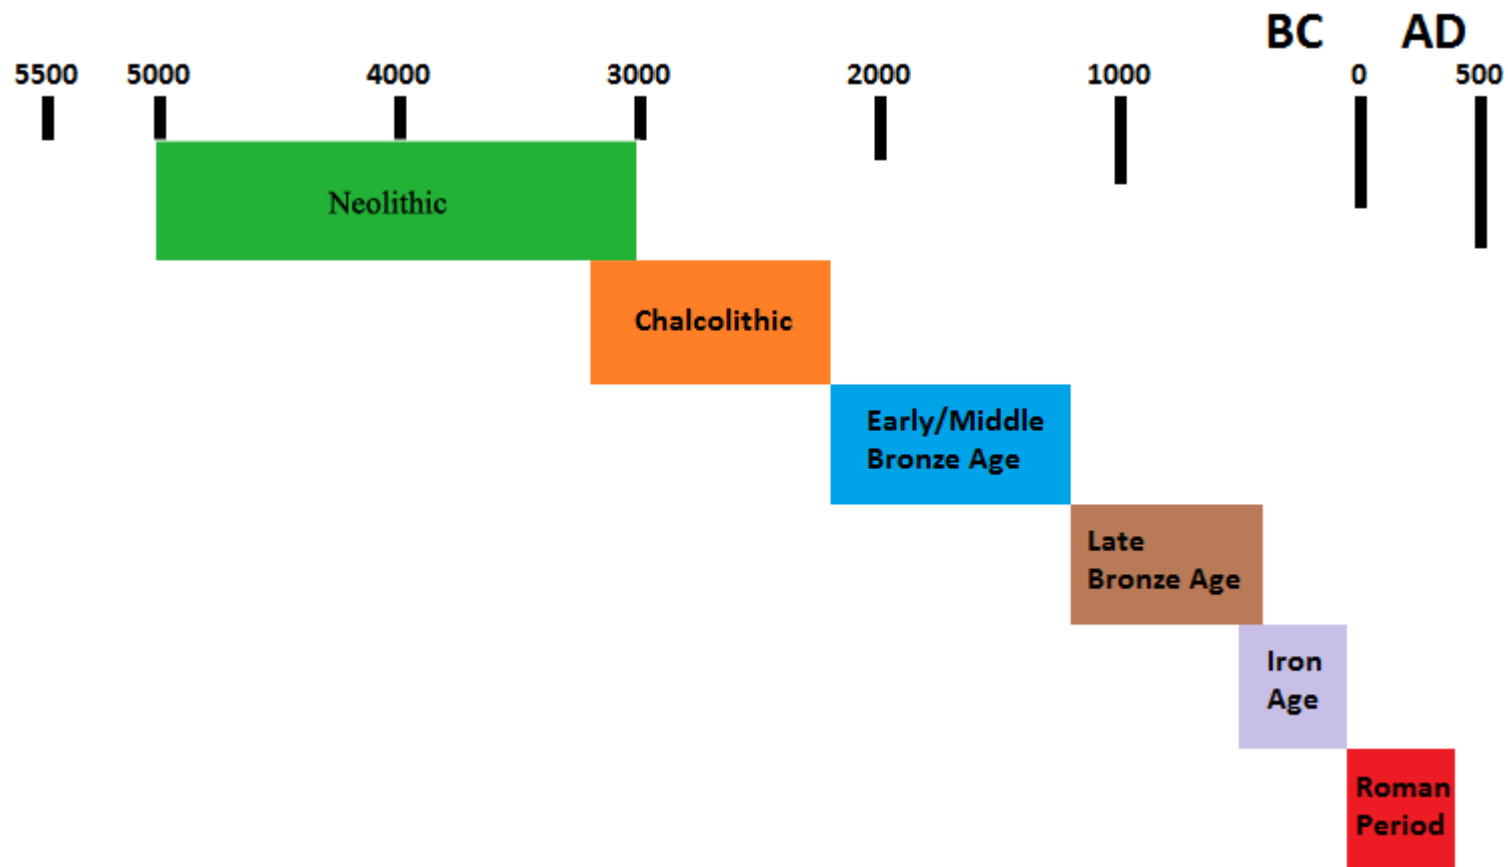 BC AD
5500 5000 4000 3000 2000 1000 0 500
Neolithic
Chalcolithic
Early/Middle
Bronze Age
Late
Bronze Age
Iron
Age
Roman
Period